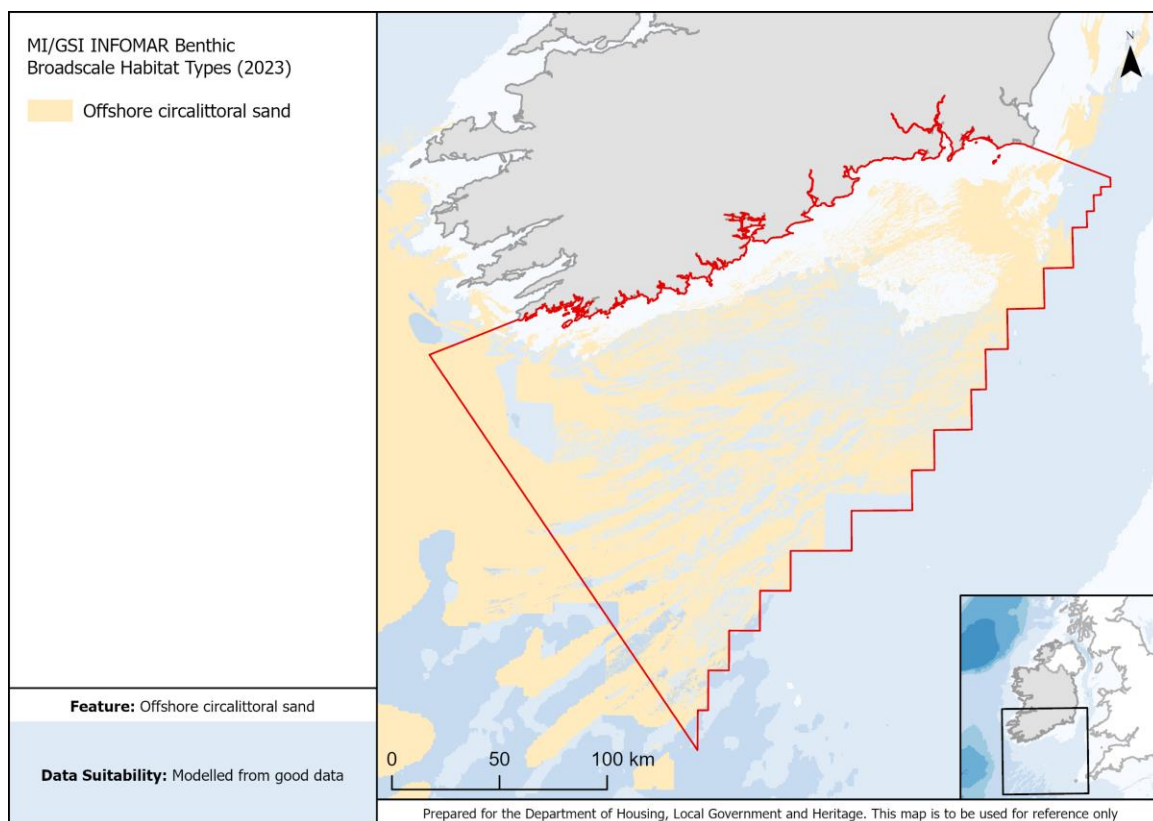 MI/GSI INFOMAR Benthic
Broadscale Habitat Types (2023)
Offshore circalittoral sand
N
0 50 100 km
Feature: Offshore circalittoral sand
Data Suitability: Modelled from good data
Prepared for the Department of Housing, Local Government and Heritage. This map is to be used for reference only